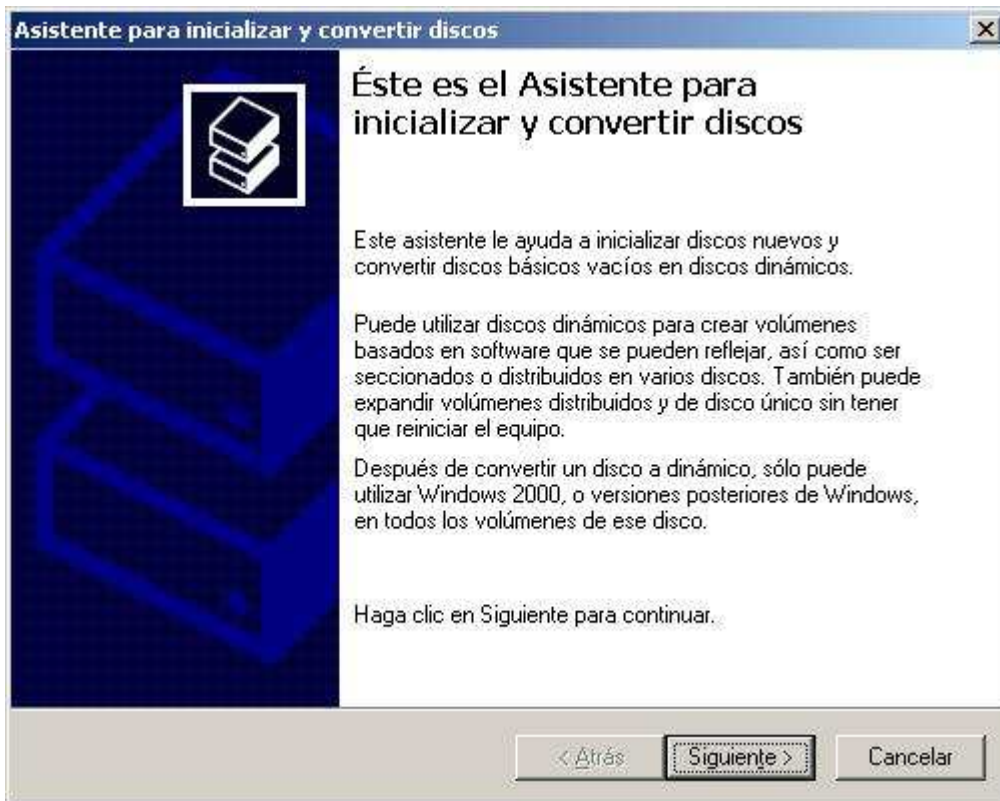 Asistente para inicializar y convertir discos
Éste es el Asistente para
inicializar y convertir discos
Este asistente le ayuda a inicializar discos nuevos y
convertir discos básicos vacíos en discos dinámicos.
Puede utilizar discos dinámicos para crear volúmenes
basados en software que se pueden reflejar, así como ser
seccionados o distribuidos en varios discos. También puede
expandir volúmenes distribuidos y de disco único sin tener
que reiniciar el equipo.
Después de convertir un disco a dinámico, sólo puede
utilizar Windows 2000, o versiones posteriores de Windows,
en todos los volúmenes de ese disco.
Haga clic en Siguiente para continuar.
< Atrás Siguiente > Cancelar